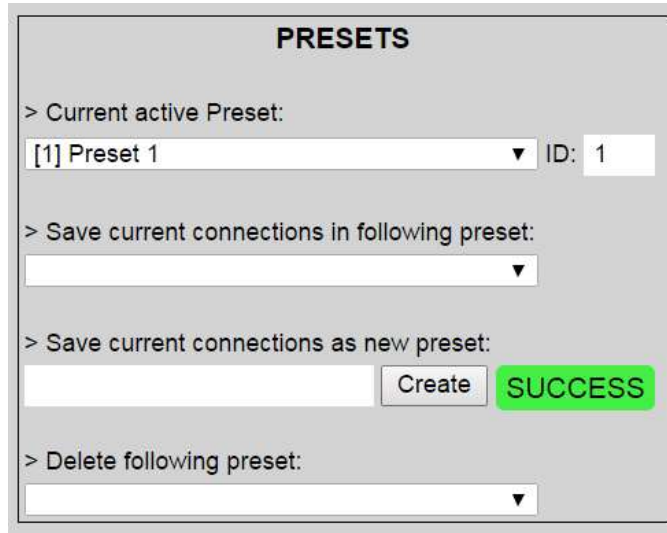 PRESETS
> Current active Preset:
[1] Preset 1 ▼ ID: 1
> Save current connections in following preset:
▼
> Save current connections as new preset:
Create SUCCESS
> Delete following preset:
▼